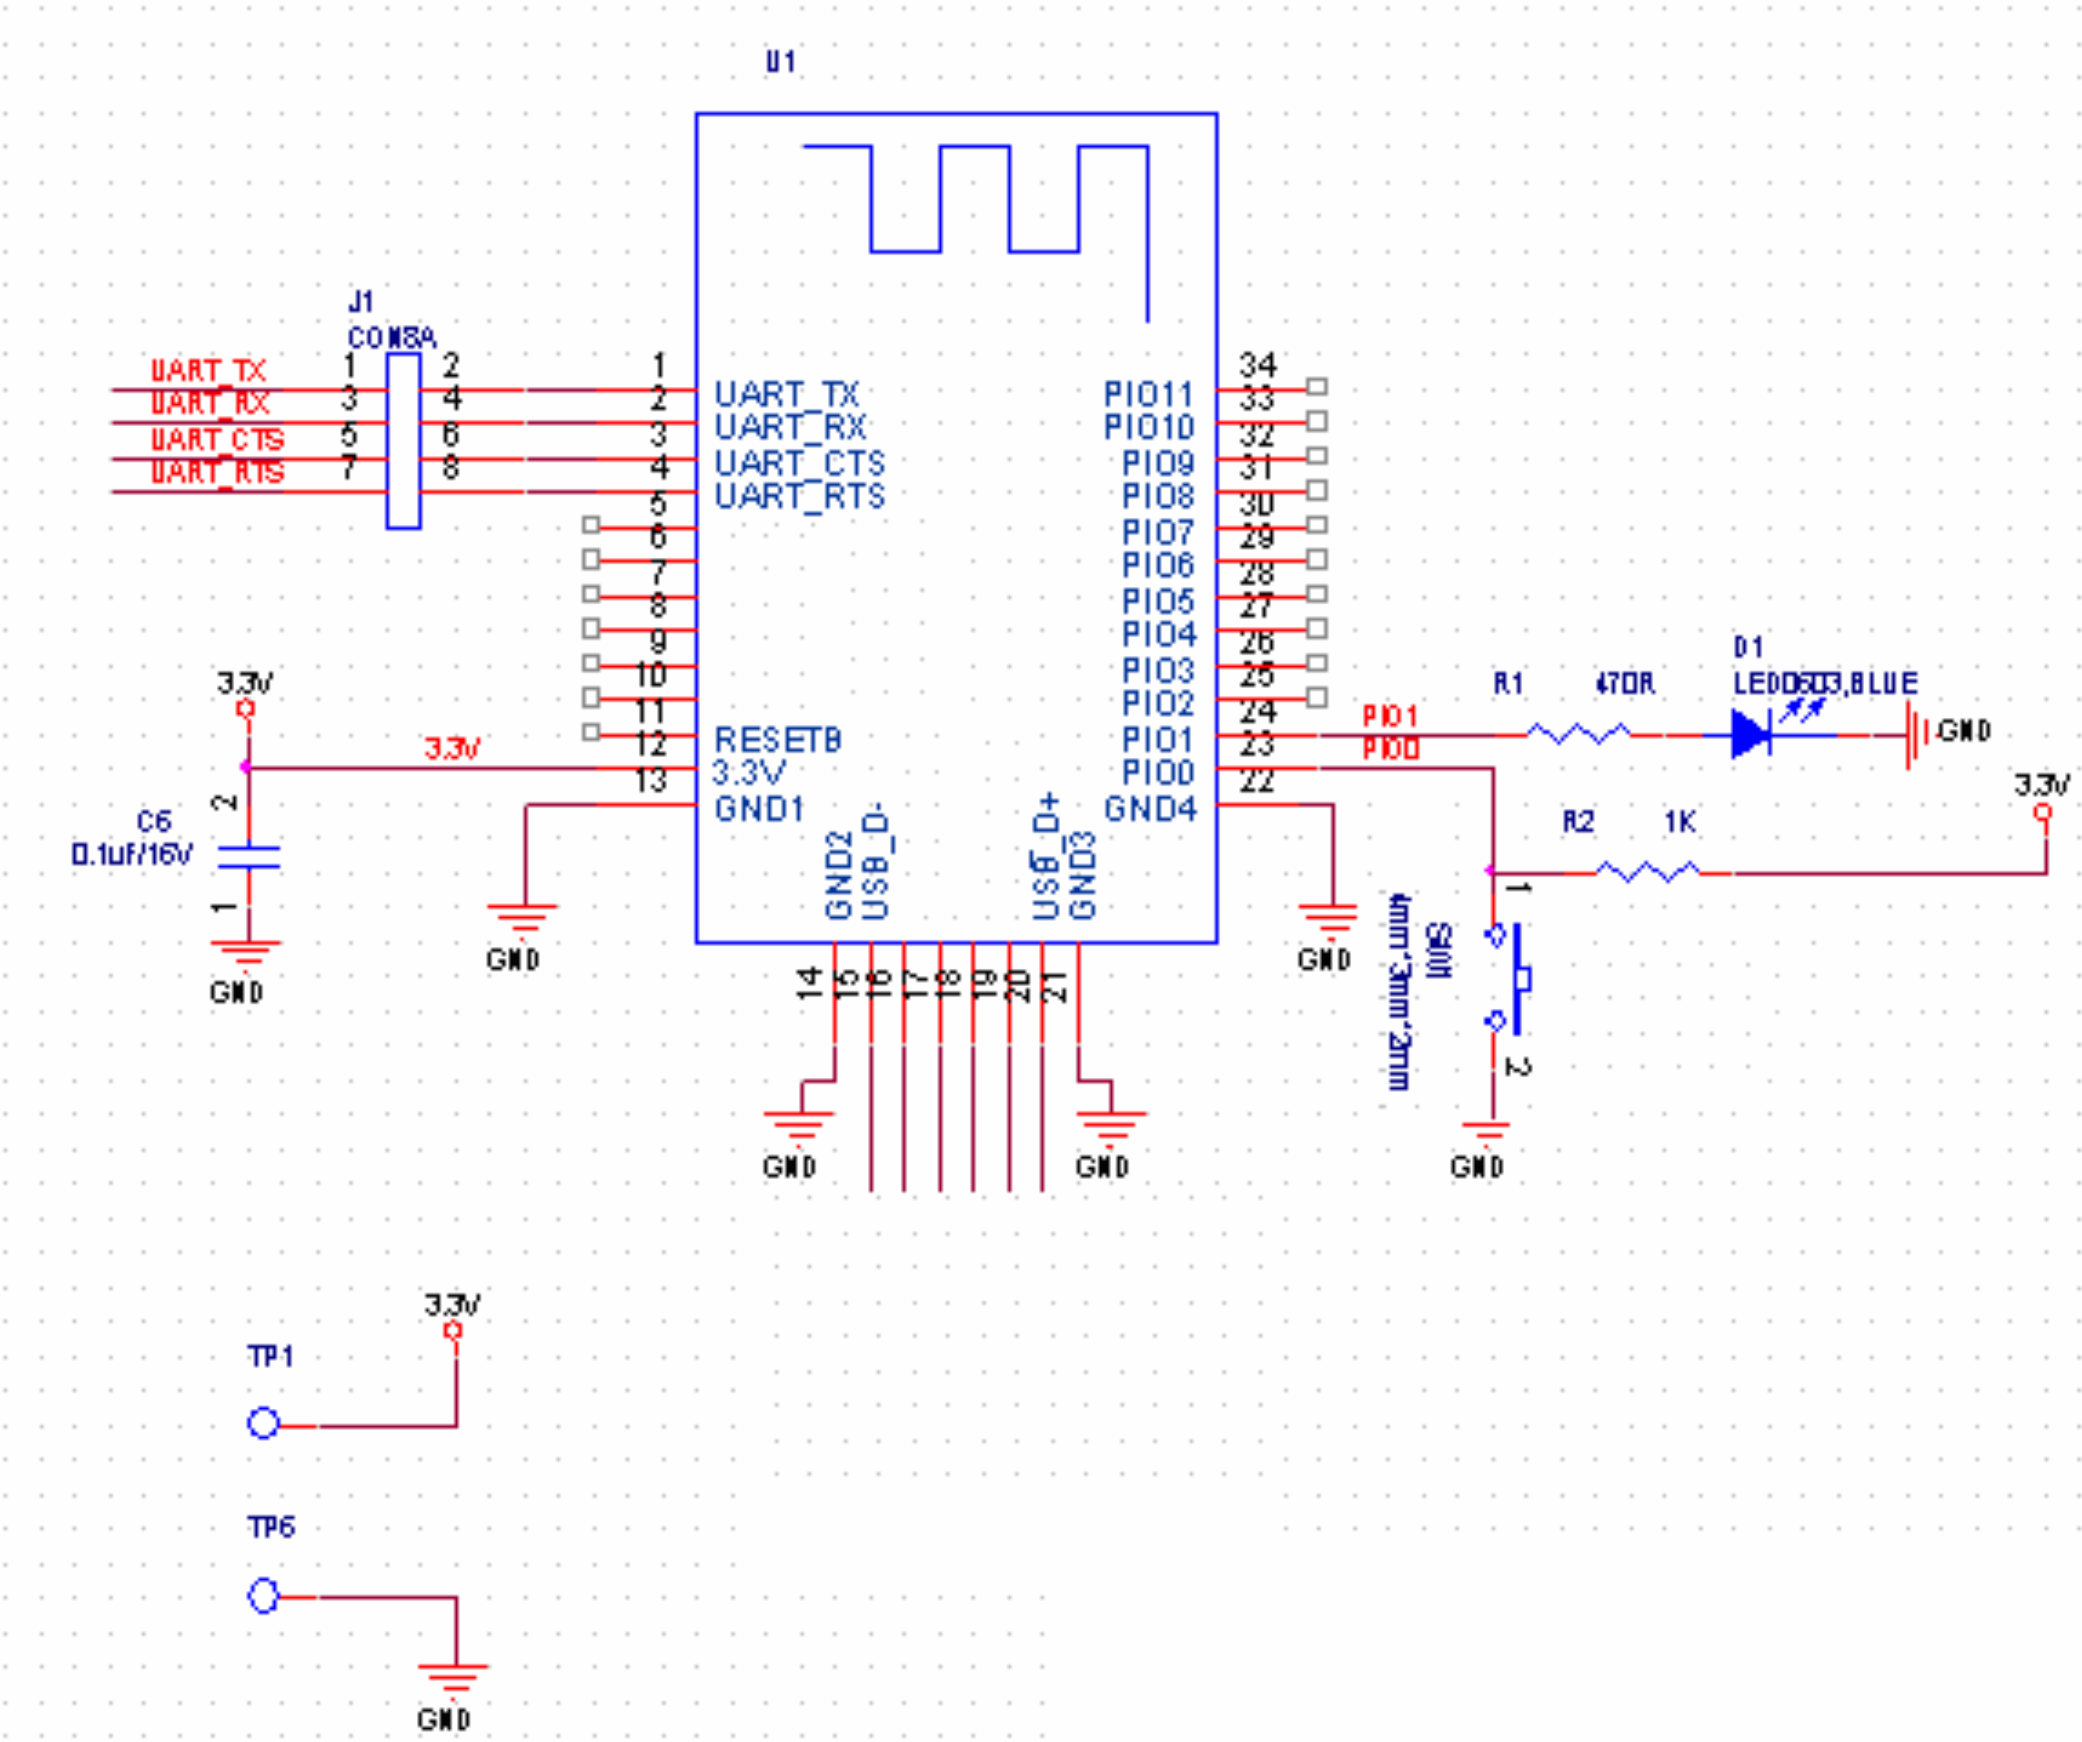 U1
J1
CON8A
UART_TX
UART_RX
UART_CTS
UART_RTS
1 2
3 4
5 6
7 8
1
2
3
4
5
6
7
8
9
10
11
12
13
UART_TX
UART_RX
UART_CTS
UART_RTS
RESETB
3.3V
GND1
34
33
32
31
30
29
28
27
26
25
24
23
22
PIO11
PIO10
PIO9
PIO8
PIO7
PIO6
PIO5
PIO4
PIO3
PIO2
PIO1
PIO0
GND4
GND2
USB_D-
USB_D+
GND3
14
15
16
17
18
19
20
21
3.3V
3.3V
2
C6
0.1uF/16V
1
GND
GND
GND
GND
GND
PIO1
PIO0
R1 470R
D1
LED0603,BLUE
GND
3.3V
R2 1K
1
SW1
4mm*3mm*2mm
2
GND
3.3V
TP1
TP6
GND